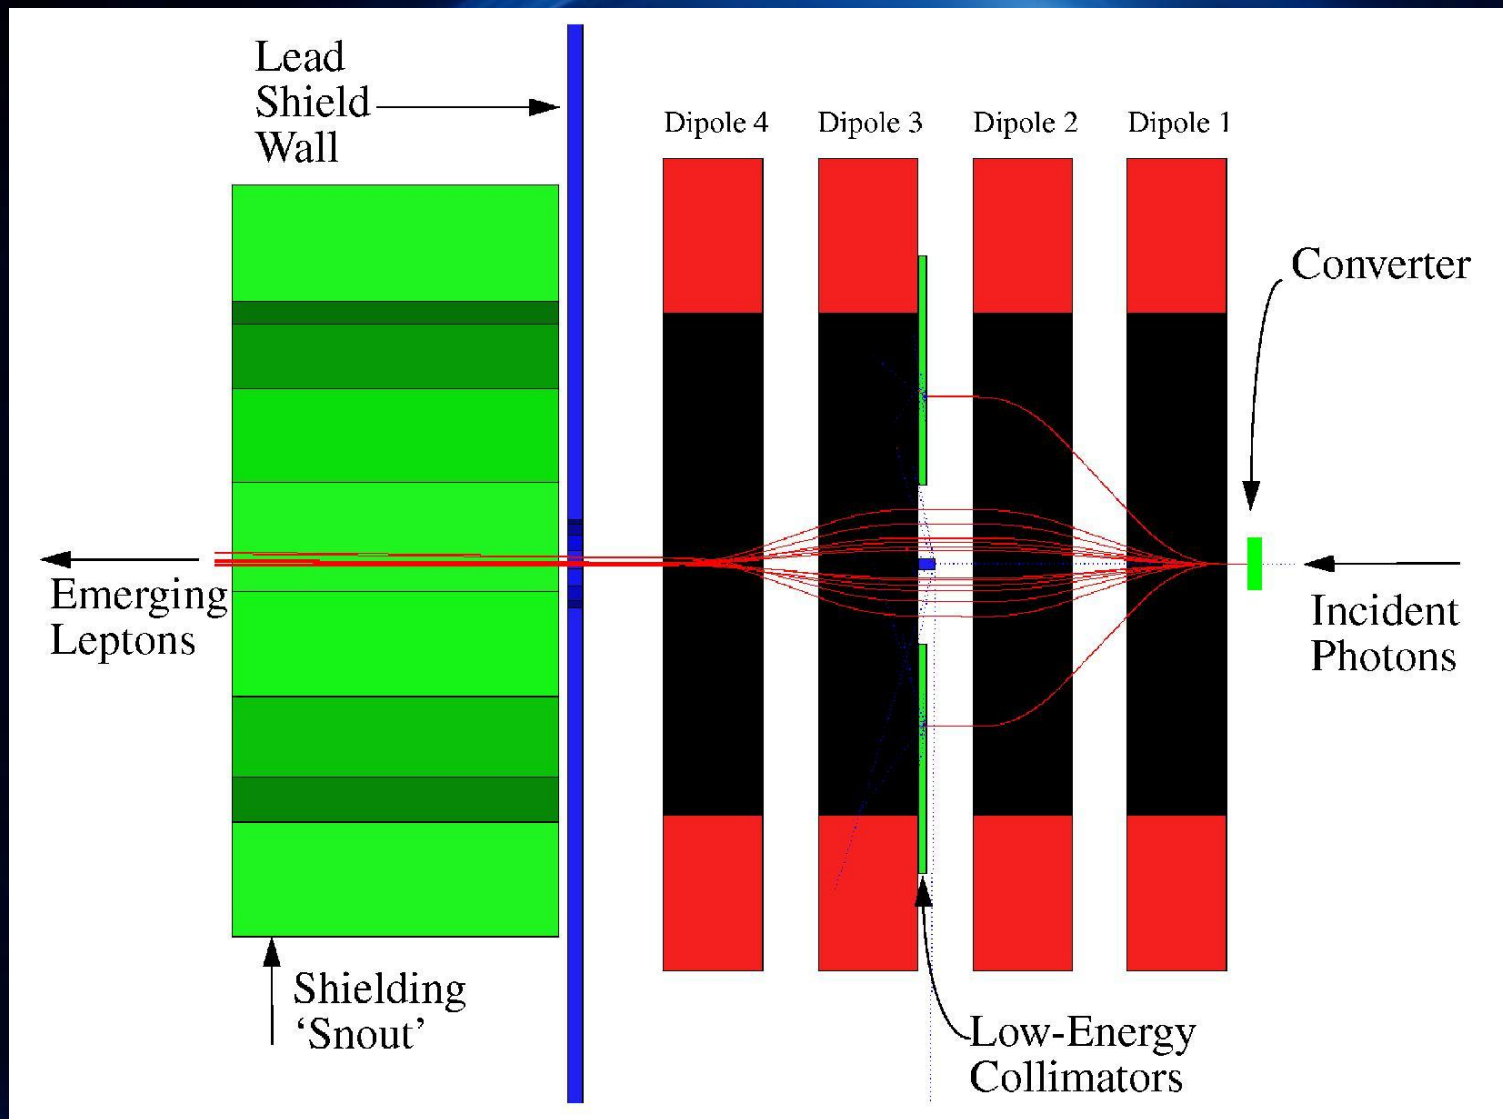 Lead
Shield
Wall
Dipole 4
Dipole 3
Dipole 2
Dipole 1
Converter
Emerging
Leptons
Incident
Photons
Shielding
‘Snout’
Low-Energy
Collimators